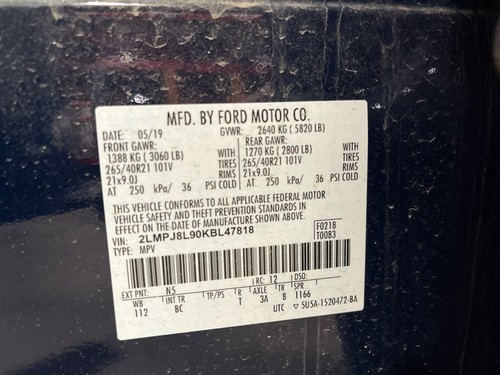 MFD. BY FORD MOTOR CO.
DATE: 05/19 GVWR: 2640 KG ( 5820 LB)
FRONT GAWR: REAR GAWR:
1388 KG ( 3060 LB) WITH 1270 KG ( 2800 LB) WITH
265/40R21 101V TIRES 265/40R21 101V TIRES
21x9.0J RIMS 21x9.0J RIMS
AT 250 kPa/ 36 PSI COLD AT 250 kPa/ 36 PSI COLD
THIS VEHICLE CONFORMS TO ALL APPLICABLE FEDERAL MOTOR
VEHICLE SAFETY AND THEFT PREVENTION STANDARDS IN
EFFECT ON THE DATE OF MANUFACTURE SHOWN ABOVE.
VIN: 2LMPJ8L90KBL47818 F0218
TYPE: MPV T0083
EXT PNT: N5 RC: 12 DSO:
WB INT TR TP/PS R AXLE TR SPR
112 BC T 3A 8 1166
UTC ▽ 5U5A-1520472-BA